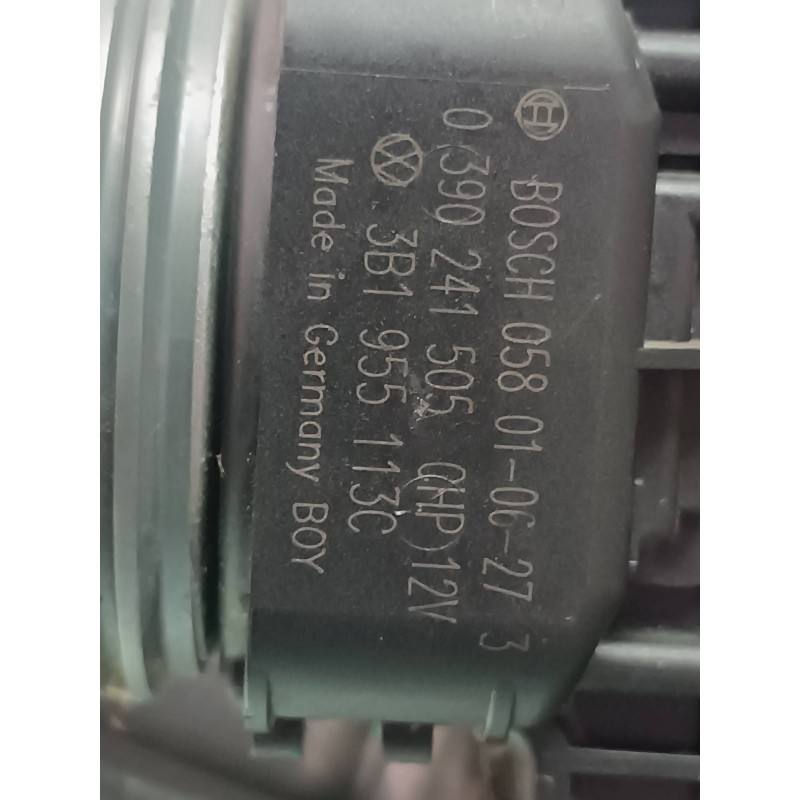 BOSCH 058 01-06-27 3
0 390 241 505 (HP) 12V
3B1 955 113C
Made in Germany BOY